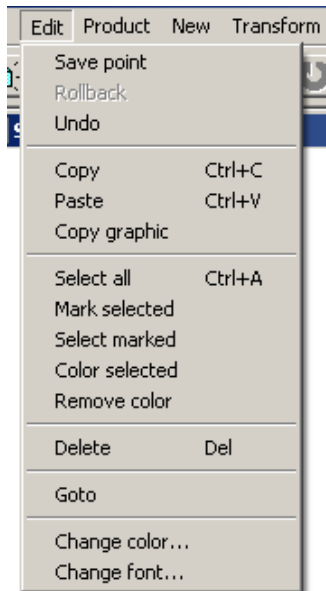 Edit Product New Transform
Save point
Rollback
Undo
Copy Ctrl+C
Paste Ctrl+V
Copy graphic
Select all Ctrl+A
Mark selected
Select marked
Color selected
Remove color
Delete Del
Goto
Change color...
Change font...